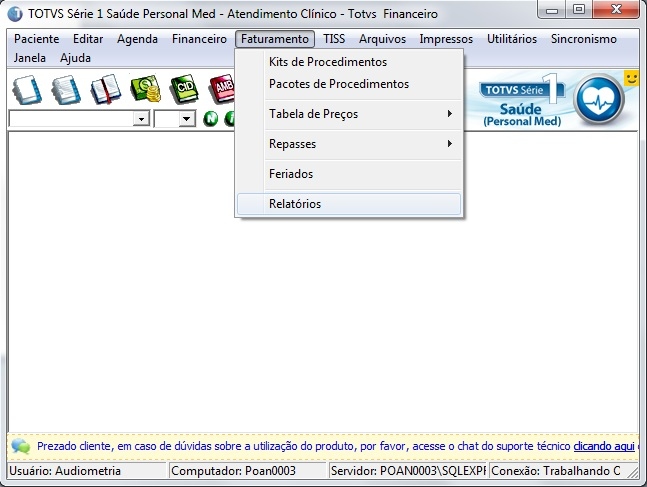 TOTVS Série 1 Saúde Personal Med - Atendimento Clínico - Totvs  Financeiro
Paciente Editar Agenda Financeiro Faturamento TISS Arquivos Impressos Utilitários Sincronismo
Janela Ajuda
Kits de Procedimentos
Pacotes de Procedimentos
Tabela de Preços
Repasses
Feriados
Relatórios
CID
AMB
N
TOTVS Série 1
Saúde
(Personal Med)
Prezado cliente, em caso de dúvidas sobre a utilização do produto, por favor, acesse o chat do suporte técnico clicando aqui
Usuário: Audiometria Computador: Poan0003 Servidor: POAN0003\SQLEXPF Conexão: Trabalhando C